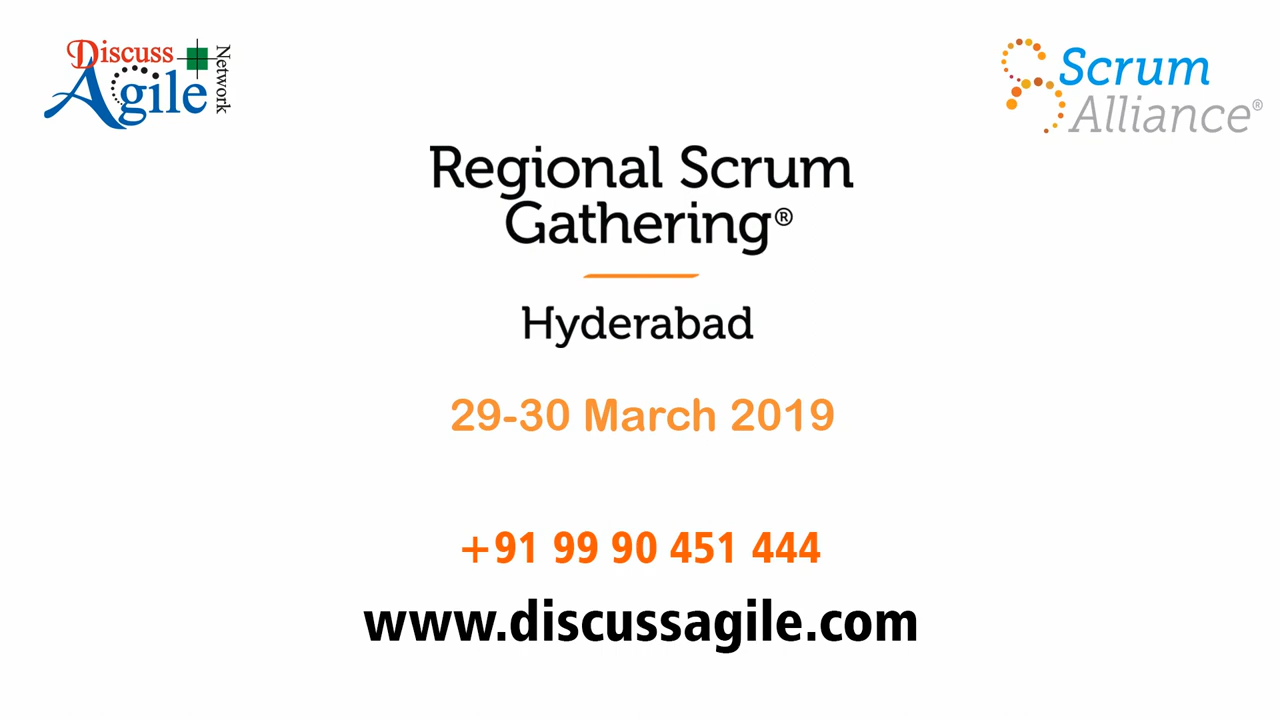 Discuss
Agile
Network
Scrum
Alliance®
Regional Scrum
Gathering®
Hyderabad
29-30 March 2019
+91 99 90 451 444
www.discussagile.com